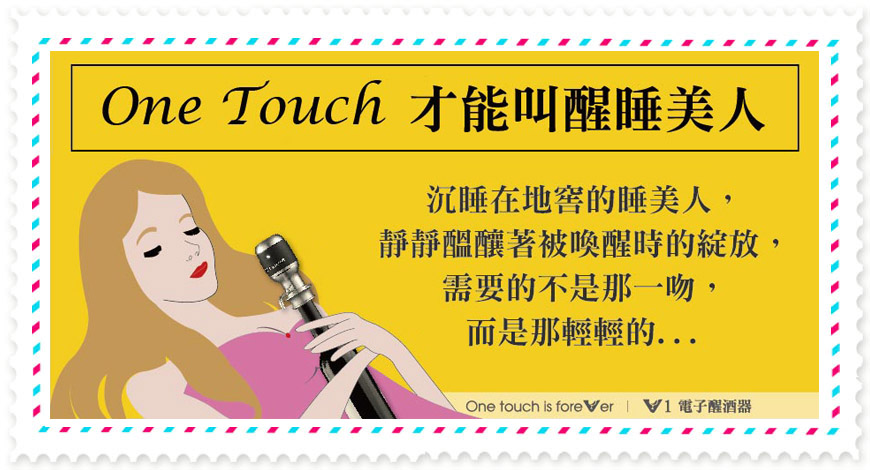 One Touch 才能叫醒睡美人
沉睡在地窖的睡美人，
靜靜醞釀著被喚醒時的綻放，
需要的不是那一吻，
而是那輕輕的...
One touch is foreVer | V1 電子醒酒器